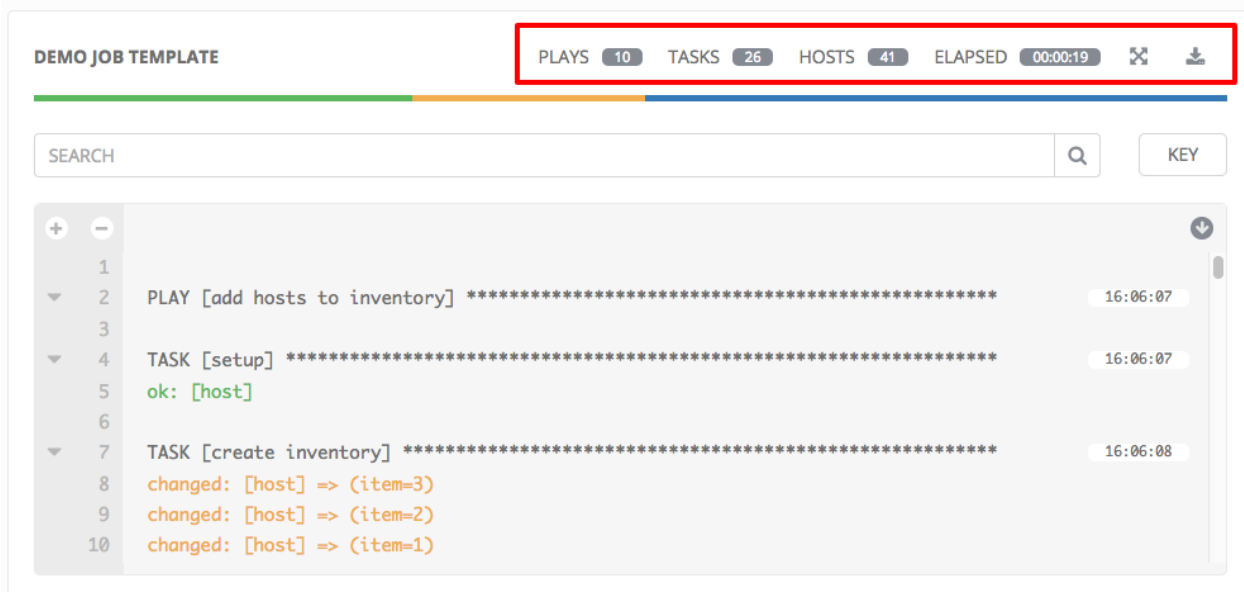 DEMO JOB TEMPLATE PLAYS 10 TASKS 26 HOSTS 41 ELAPSED 00:00:19
SEARCH KEY
1
2 PLAY [add hosts to inventory] ************************************************** 16:06:07
3
4 TASK [setup] ******************************************************************* 16:06:07
5 ok: [host]
6
7 TASK [create inventory] ******************************************************** 16:06:08
8 changed: [host] => (item=3)
9 changed: [host] => (item=2)
10 changed: [host] => (item=1)